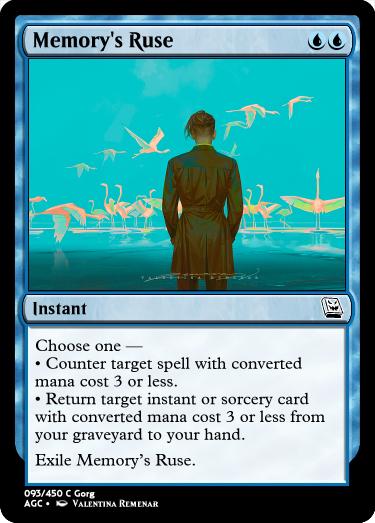 Memory's Ruse
VALENTINA REMENAR
Instant
Choose one —
• Counter target spell with converted
mana cost 3 or less.
• Return target instant or sorcery card
with converted mana cost 3 or less from
your graveyard to your hand.
Exile Memory's Ruse.
093/450 C Gorg
AGC • VALENTINA REMENAR